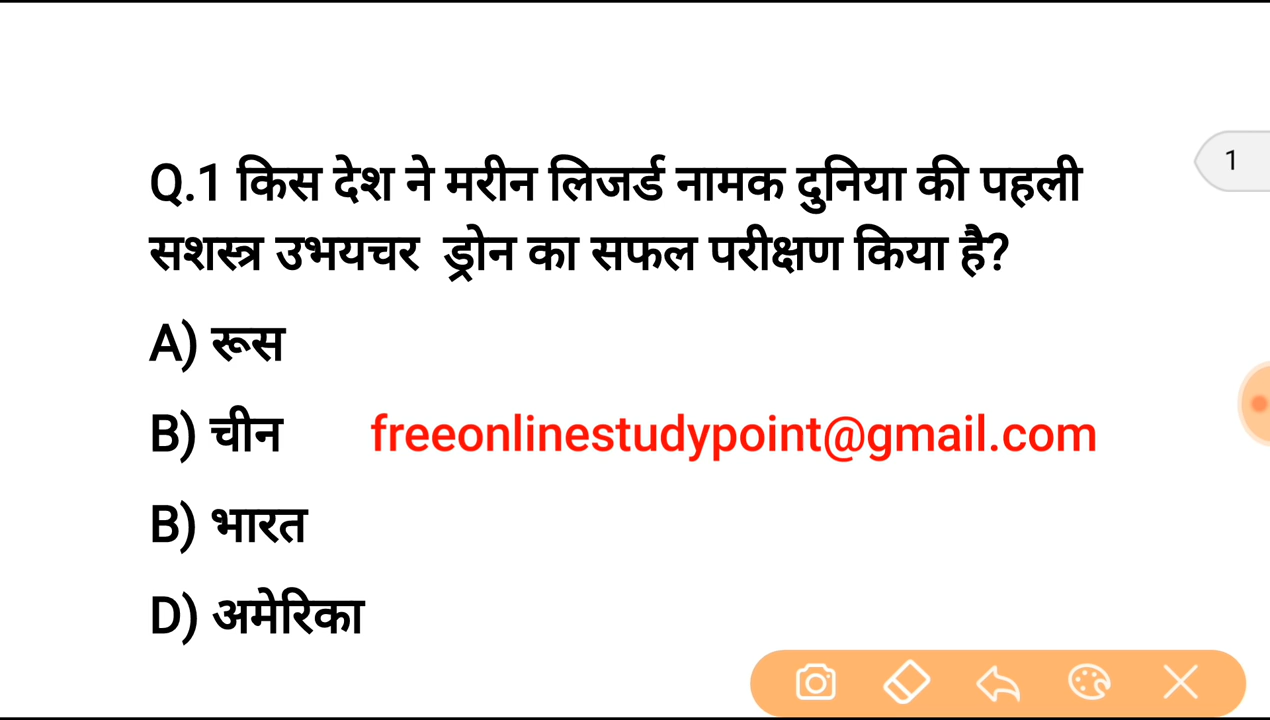 Q.1 किस देश ने मरीन लिजर्ड नामक दुनिया की पहली
सशस्त्र उभयचर ड्रोन का सफल परीक्षण किया है?
1
A) रूस
B) चीन freeonlinestudypoint@gmail.com
B) भारत
D) अमेरिका